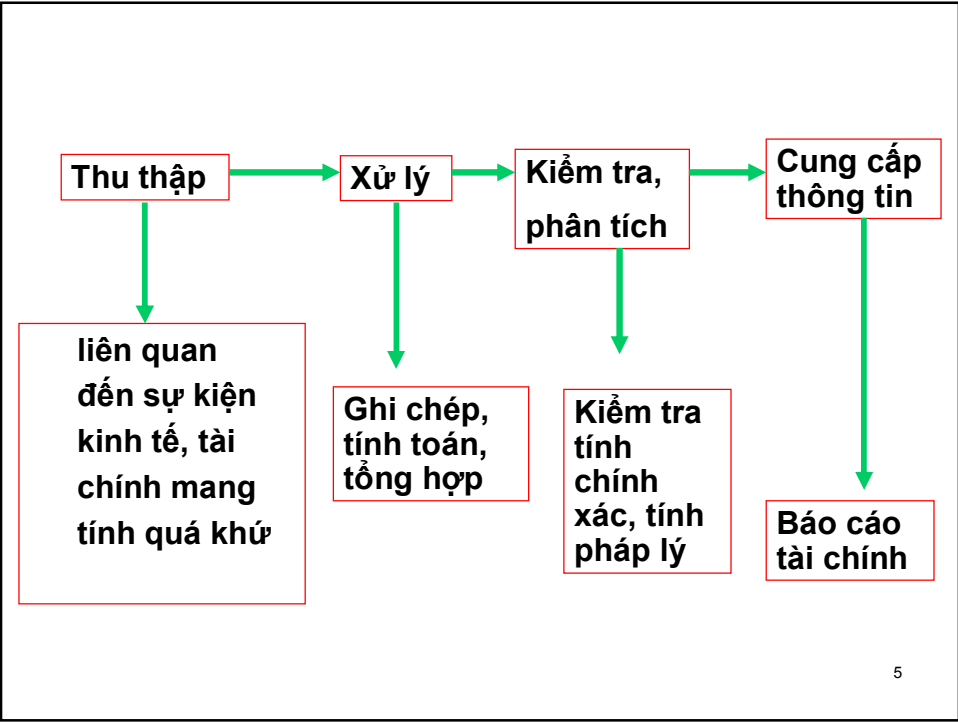 Thu thập
Xử lý
Kiểm tra,
phân tích
Cung cấp
thông tin
liên quan
đến sự kiện
kinh tế, tài
chính mang
tính quá khứ
Ghi chép,
tính toán,
tổng hợp
Kiểm tra
tính
chính
xác, tính
pháp lý
Báo cáo
tài chính
5